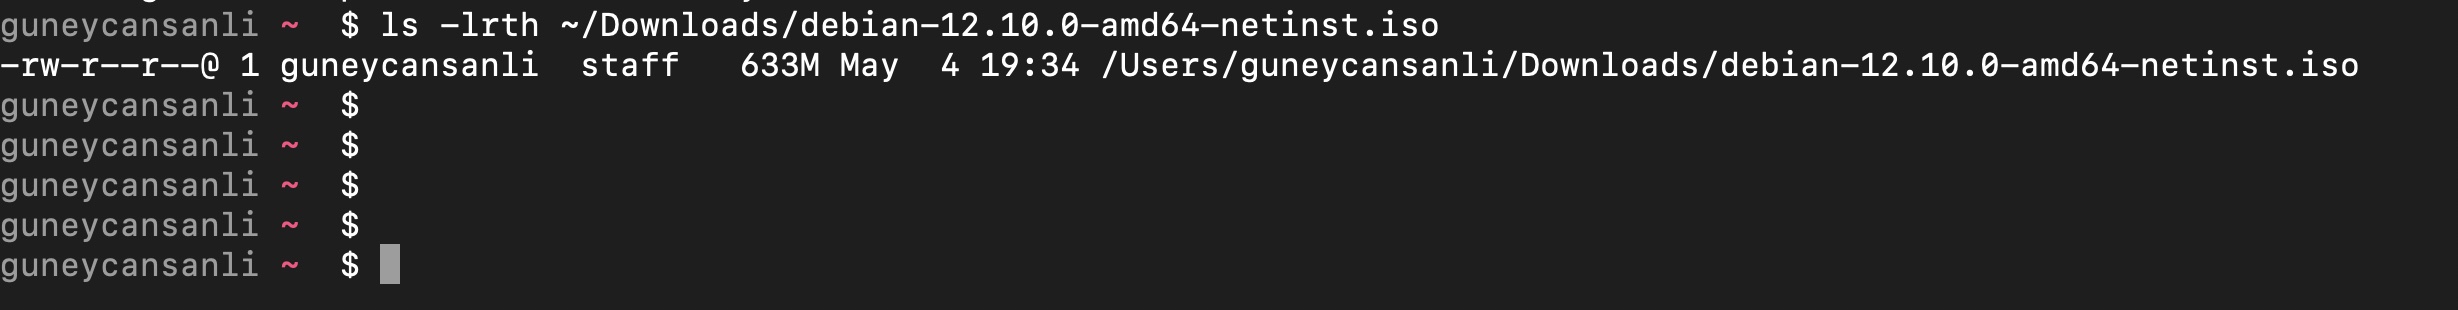 guneycansanli ~  $ ls -lrth ~/Downloads/debian-12.10.0-amd64-netinst.iso
-rw-r--r--@ 1 guneycansanli  staff   633M May  4 19:34 /Users/guneycansanli/Downloads/debian-12.10.0-amd64-netinst.iso
guneycansanli ~  $
guneycansanli ~  $
guneycansanli ~  $
guneycansanli ~  $
guneycansanli ~  $